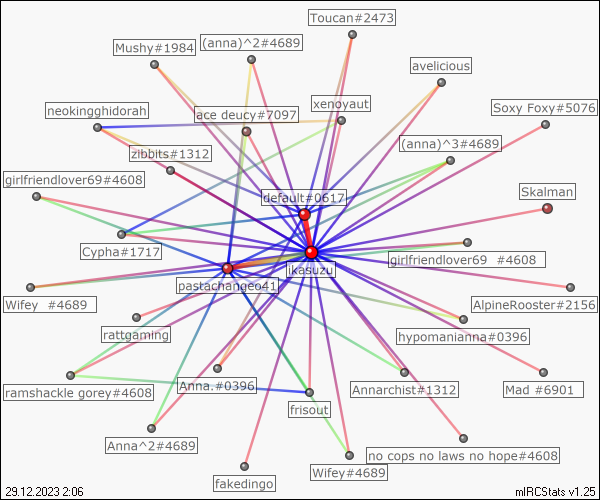 Toucan#2473
Mushy#1984
(anna)^2#4689
avelicious
neokingghidorah
ace deucy#7097
xenoyaut
Soxy Foxy#5076
(anna)^3#4689
zibbits#1312
girlfriendlover69#4608
default#0617
Skalman
Cypha#1717
girlfriendlover69 #4608
ikasuzu
pastachangeo41
Wifey #4689
AlpineRooster#2156
rattgaming
hypomanianna#0396
ramshackle gorey#4608
Anna.#0396
Annarchist#1312
Mad #6901
frisout
Anna^2#4689
no cops no laws no hope#4608
Wifey#4689
fakedingo
29.12.2023 2:06
mIRCStats v1.25